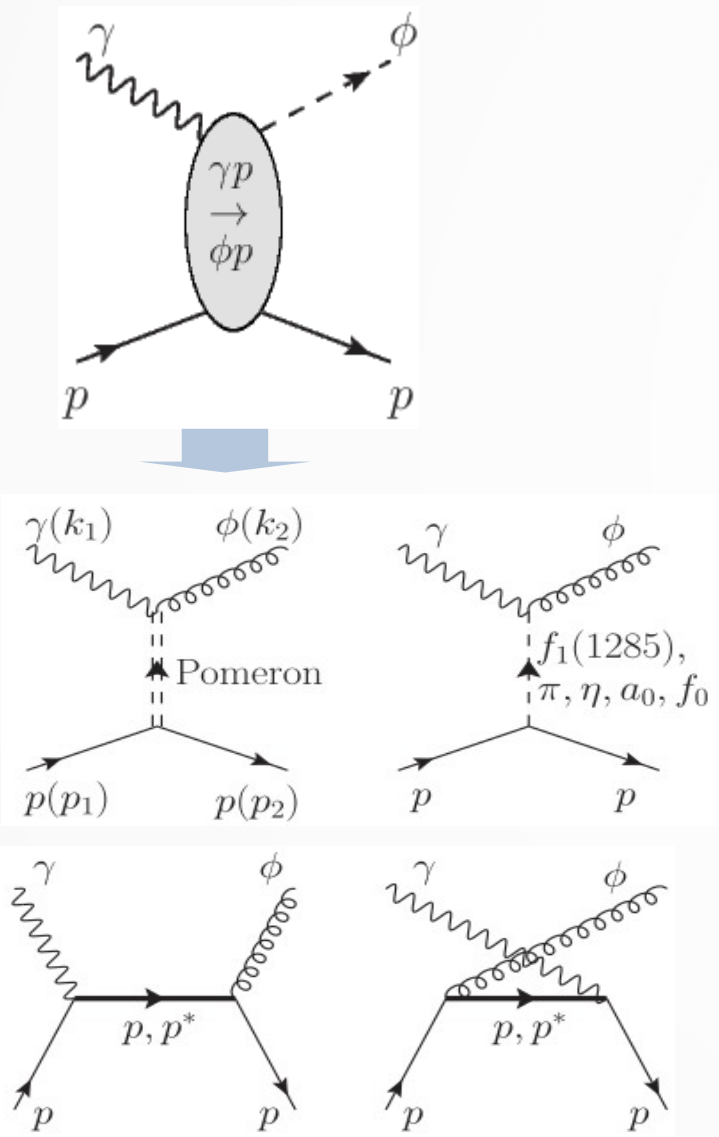 γ ϕ
γp
→
ϕp
p p
γ(k₁) ϕ(k₂)
Pomeron
p(p₁) p(p₂)
γ ϕ
f₁(1285),
π, η, a₀, f₀
p p
γ ϕ
p, p*
p p
γ ϕ
p, p*
p p